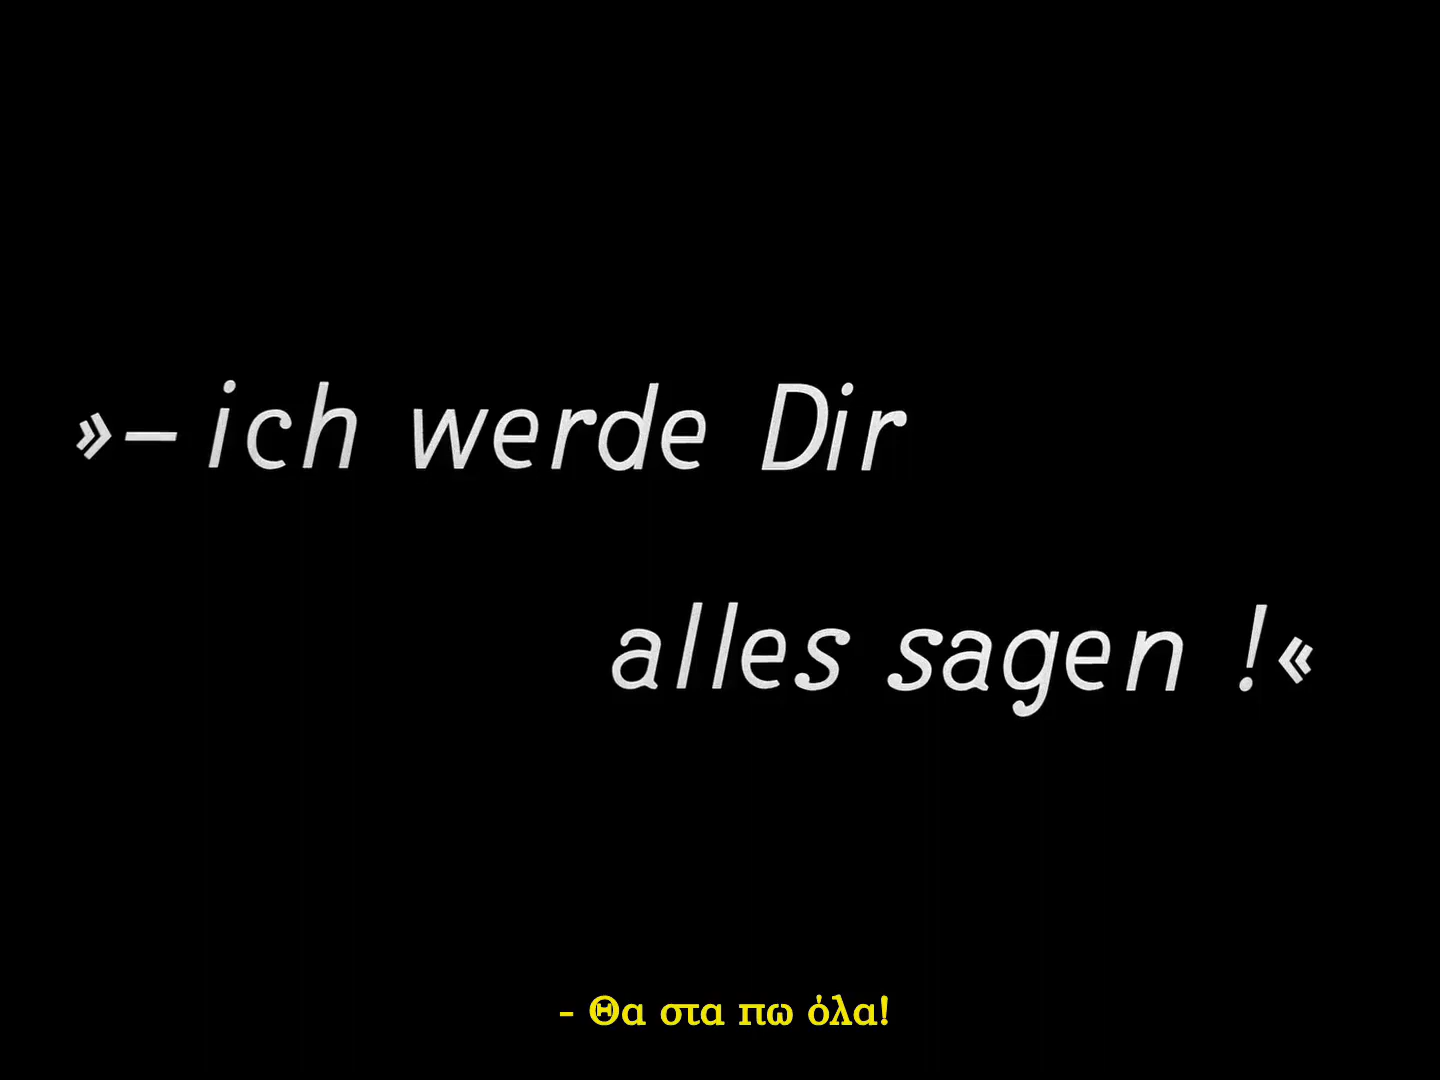 »– ich werde Dir
alles sagen !«
- Θα στα πω όλα!